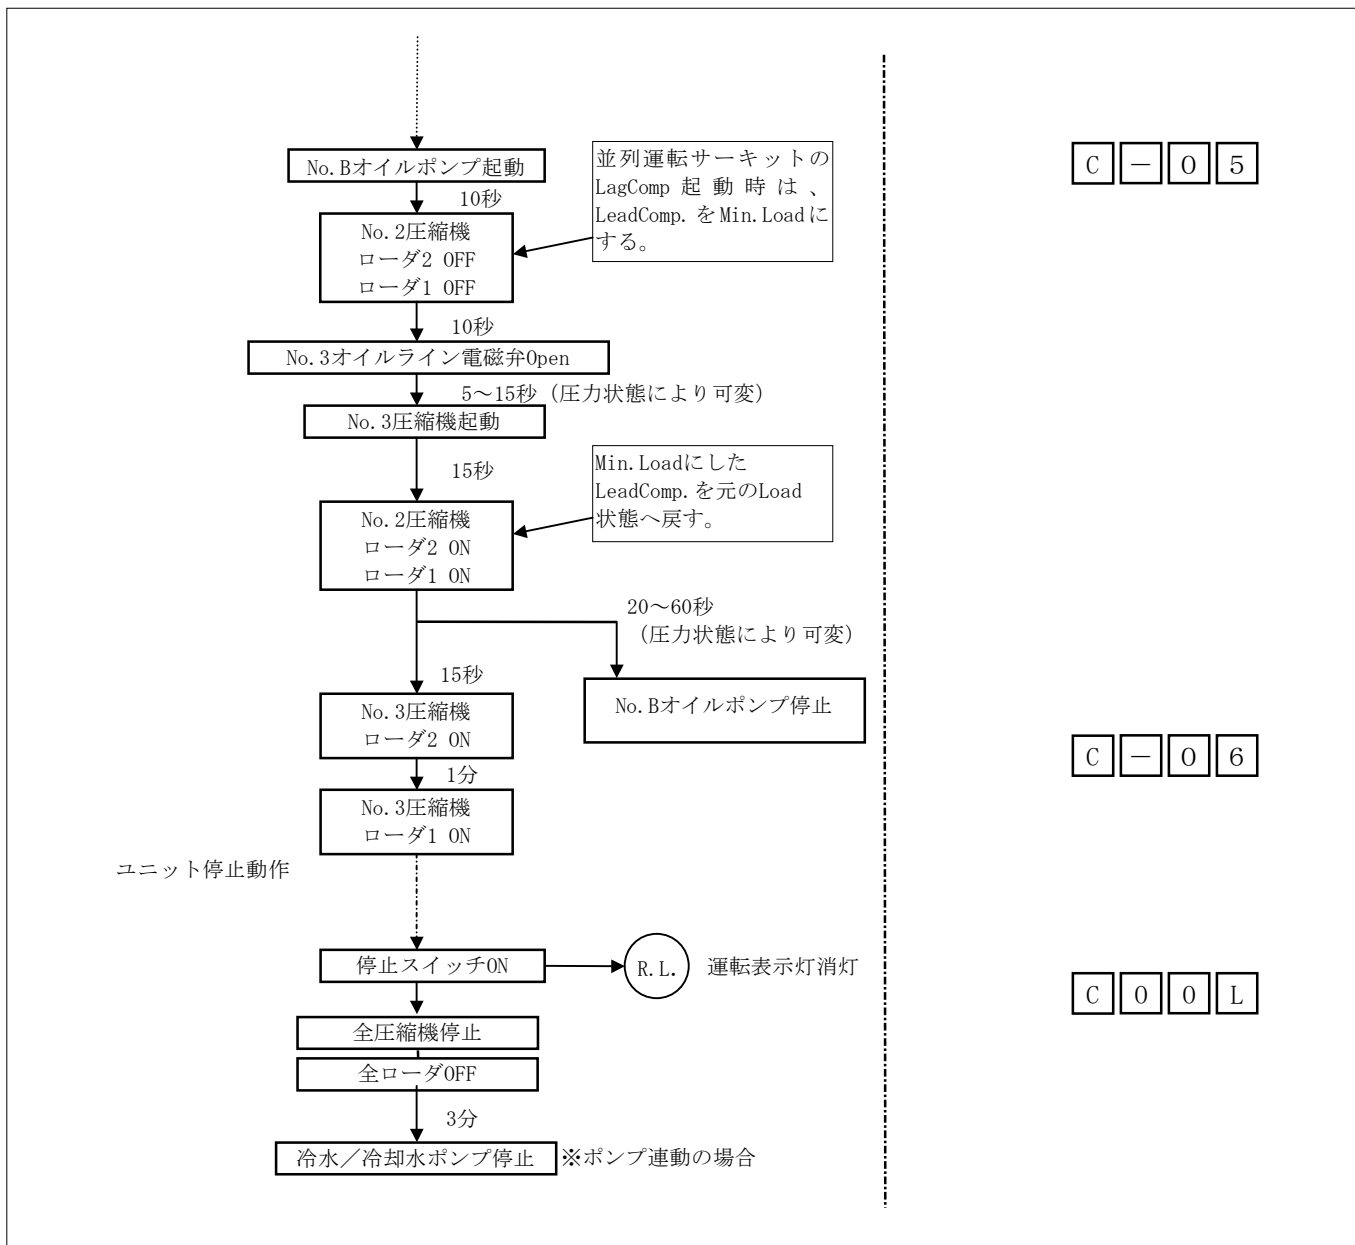 No.Bオイルポンプ起動
並列運転サーキットの
LagComp 起動時は、
LeadComp.をMin.Loadに
する。
C－０５
10秒
No.2圧縮機
ローダ2 OFF
ローダ1 OFF
10秒
No.3オイルライン電磁弁Open
5～15秒（圧力状態により可変）
No.3圧縮機起動
15秒
Min.Loadにした
LeadComp.を元のLoad
状態へ戻す。
No.2圧縮機
ローダ2 ON
ローダ1 ON
20～60秒
（圧力状態により可変）
15秒
No.Bオイルポンプ停止
No.3圧縮機
ローダ2 ON
C－０６
1分
No.3圧縮機
ローダ1 ON
ユニット停止動作
停止スイッチON
R.L.
運転表示灯消灯
C００L
全圧縮機停止
全ローダOFF
3分
冷水／冷却水ポンプ停止
※ポンプ連動の場合